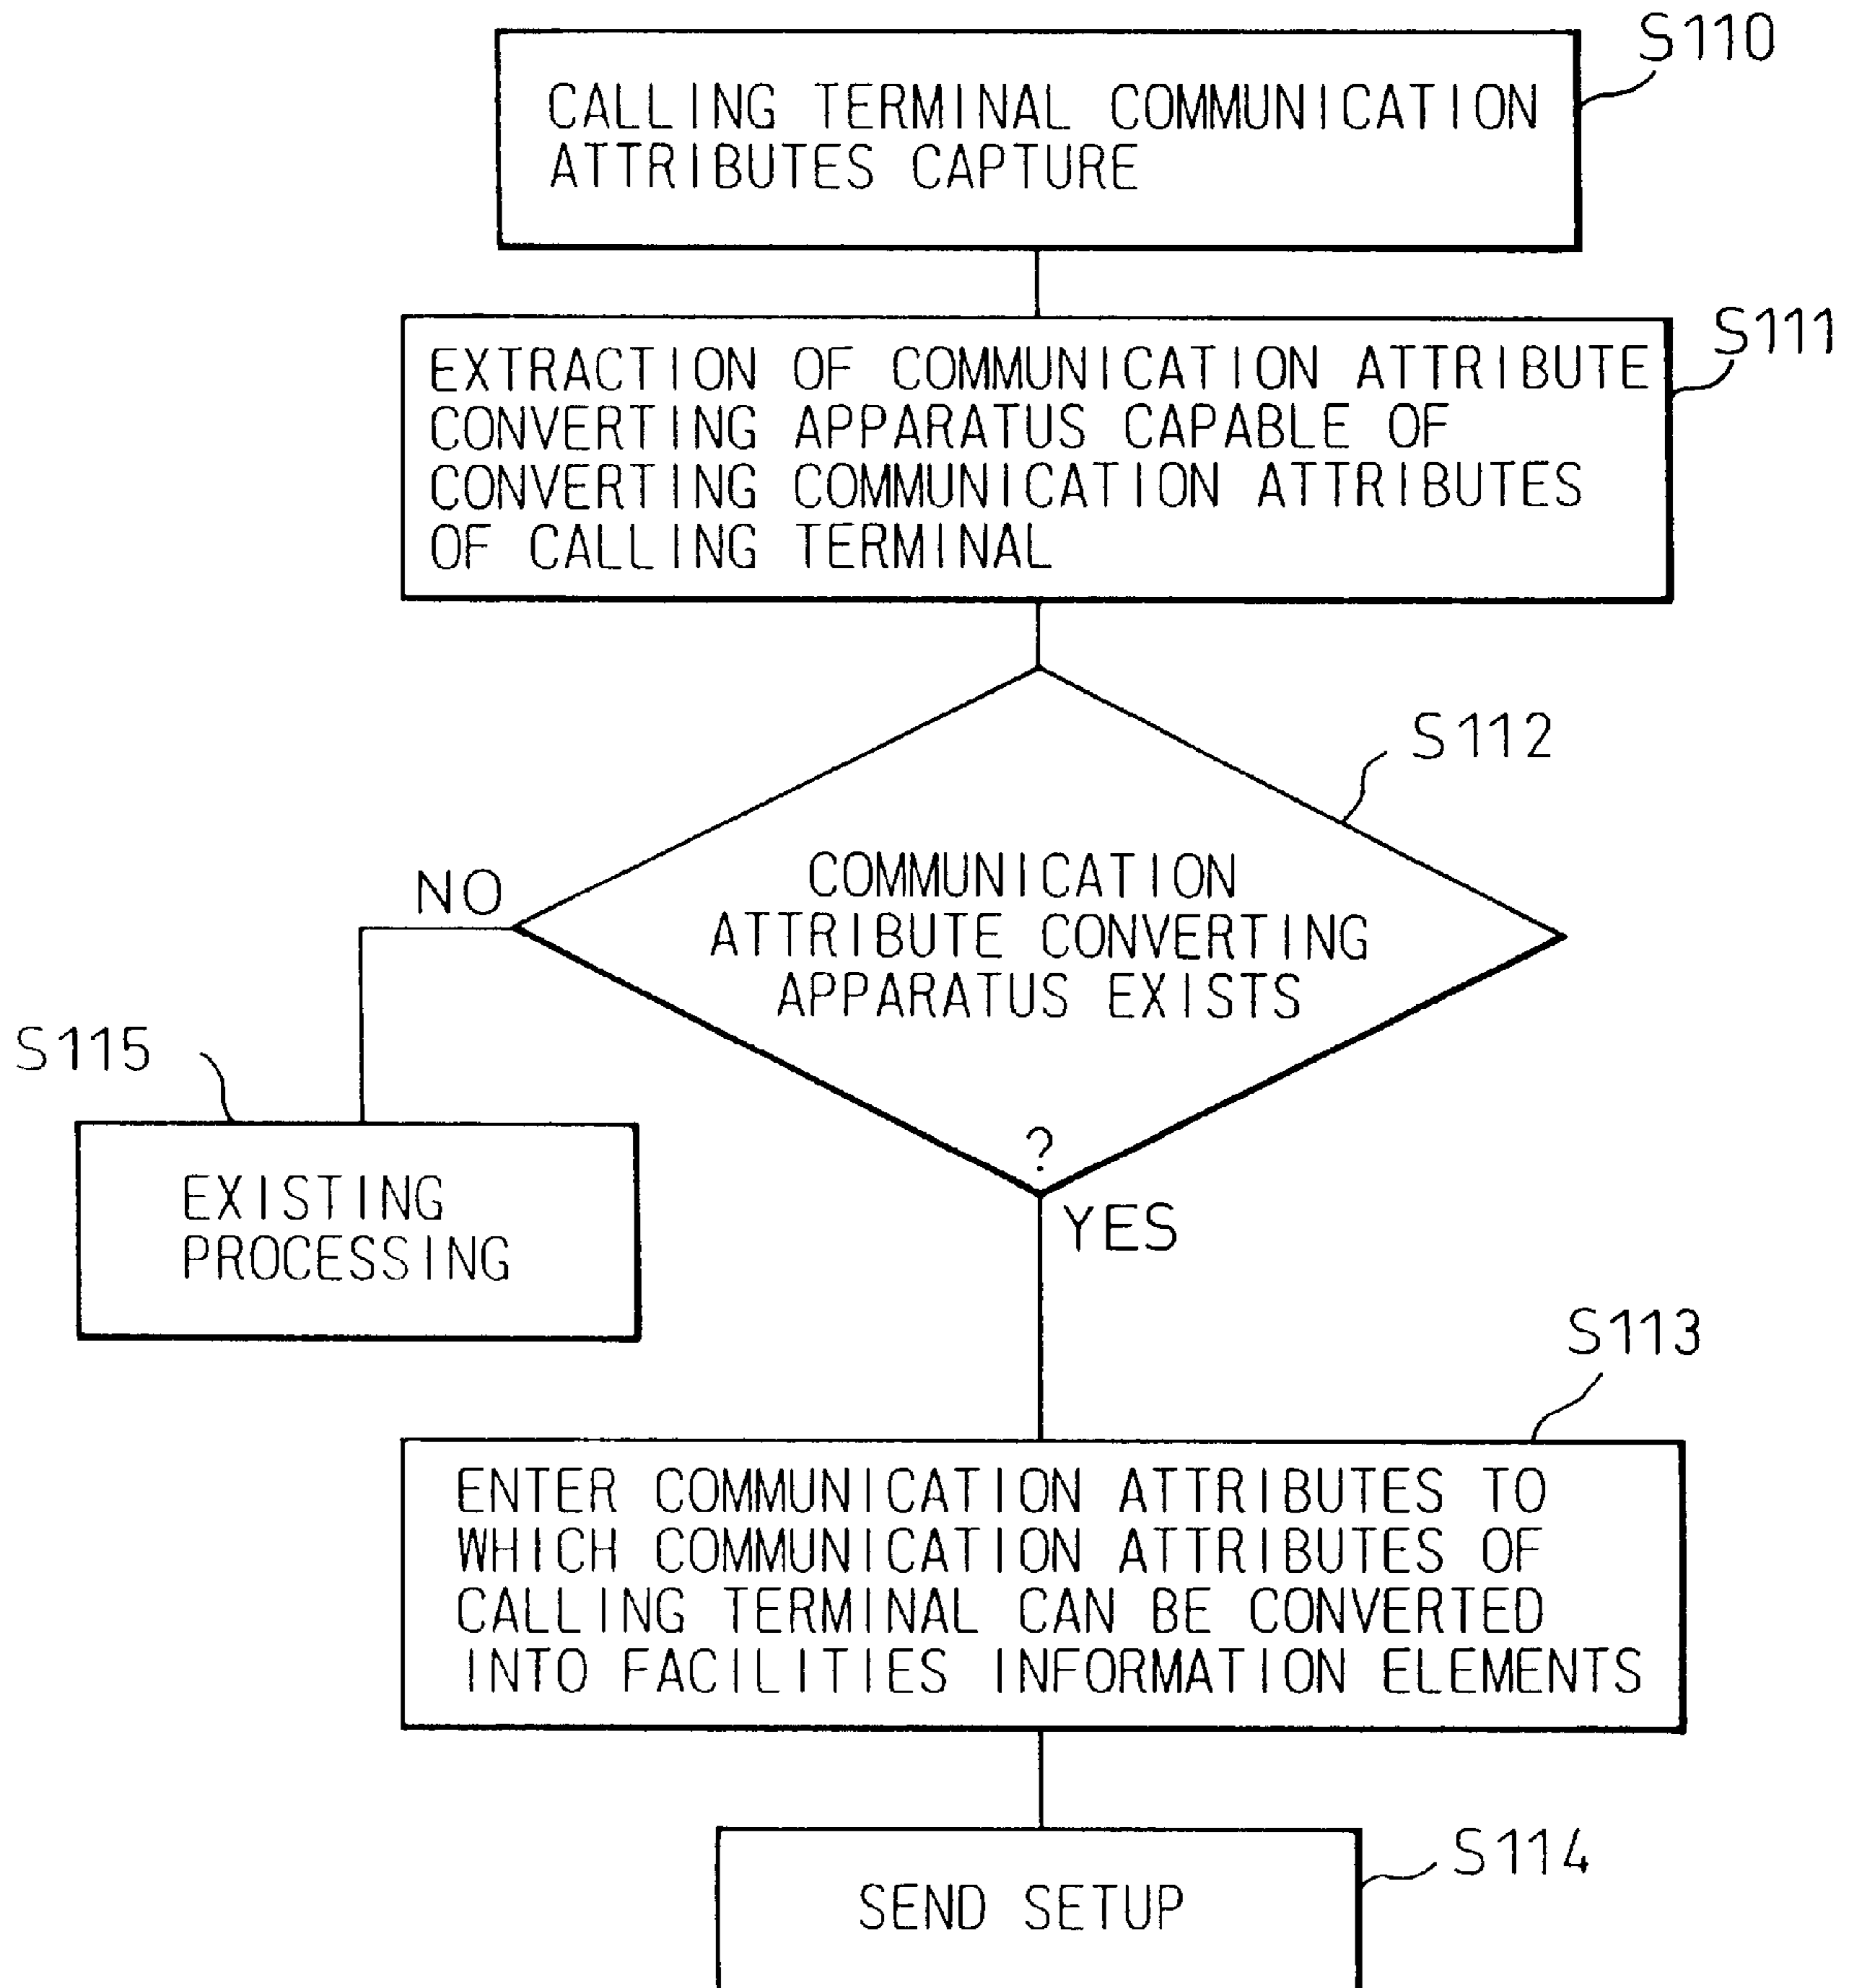 S110
CALLING TERMINAL COMMUNICATION
ATTRIBUTES CAPTURE
S111
EXTRACTION OF COMMUNICATION ATTRIBUTE
CONVERTING APPARATUS CAPABLE OF
CONVERTING COMMUNICATION ATTRIBUTES
OF CALLING TERMINAL
S112
COMMUNICATION
ATTRIBUTE CONVERTING
APPARATUS EXISTS
?
NO
YES
S115
EXISTING
PROCESSING
S113
ENTER COMMUNICATION ATTRIBUTES TO
WHICH COMMUNICATION ATTRIBUTES OF
CALLING TERMINAL CAN BE CONVERTED
INTO FACILITIES INFORMATION ELEMENTS
S114
SEND SETUP